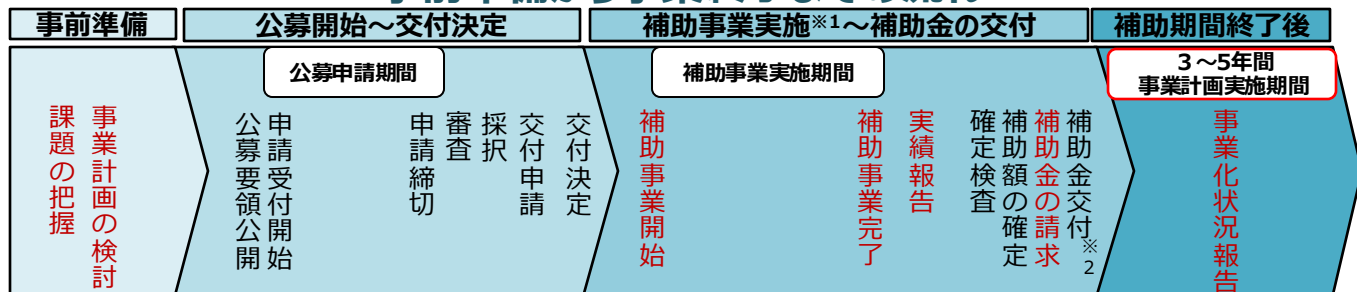 事前準備
公募開始～交付決定
補助事業実施※1～補助金の交付
補助期間終了後
公募申請期間
補助事業実施期間
３～5年間
事業計画実施期間
課題の把握
事業計画の検討
公募要領公開
申請受付開始
申請締切
審査
採択
交付申請
交付決定
補助事業開始
補助事業完了
実績報告
確定検査
補助額の確定
補助金の請求
補助金交付※2
事業化状況報告